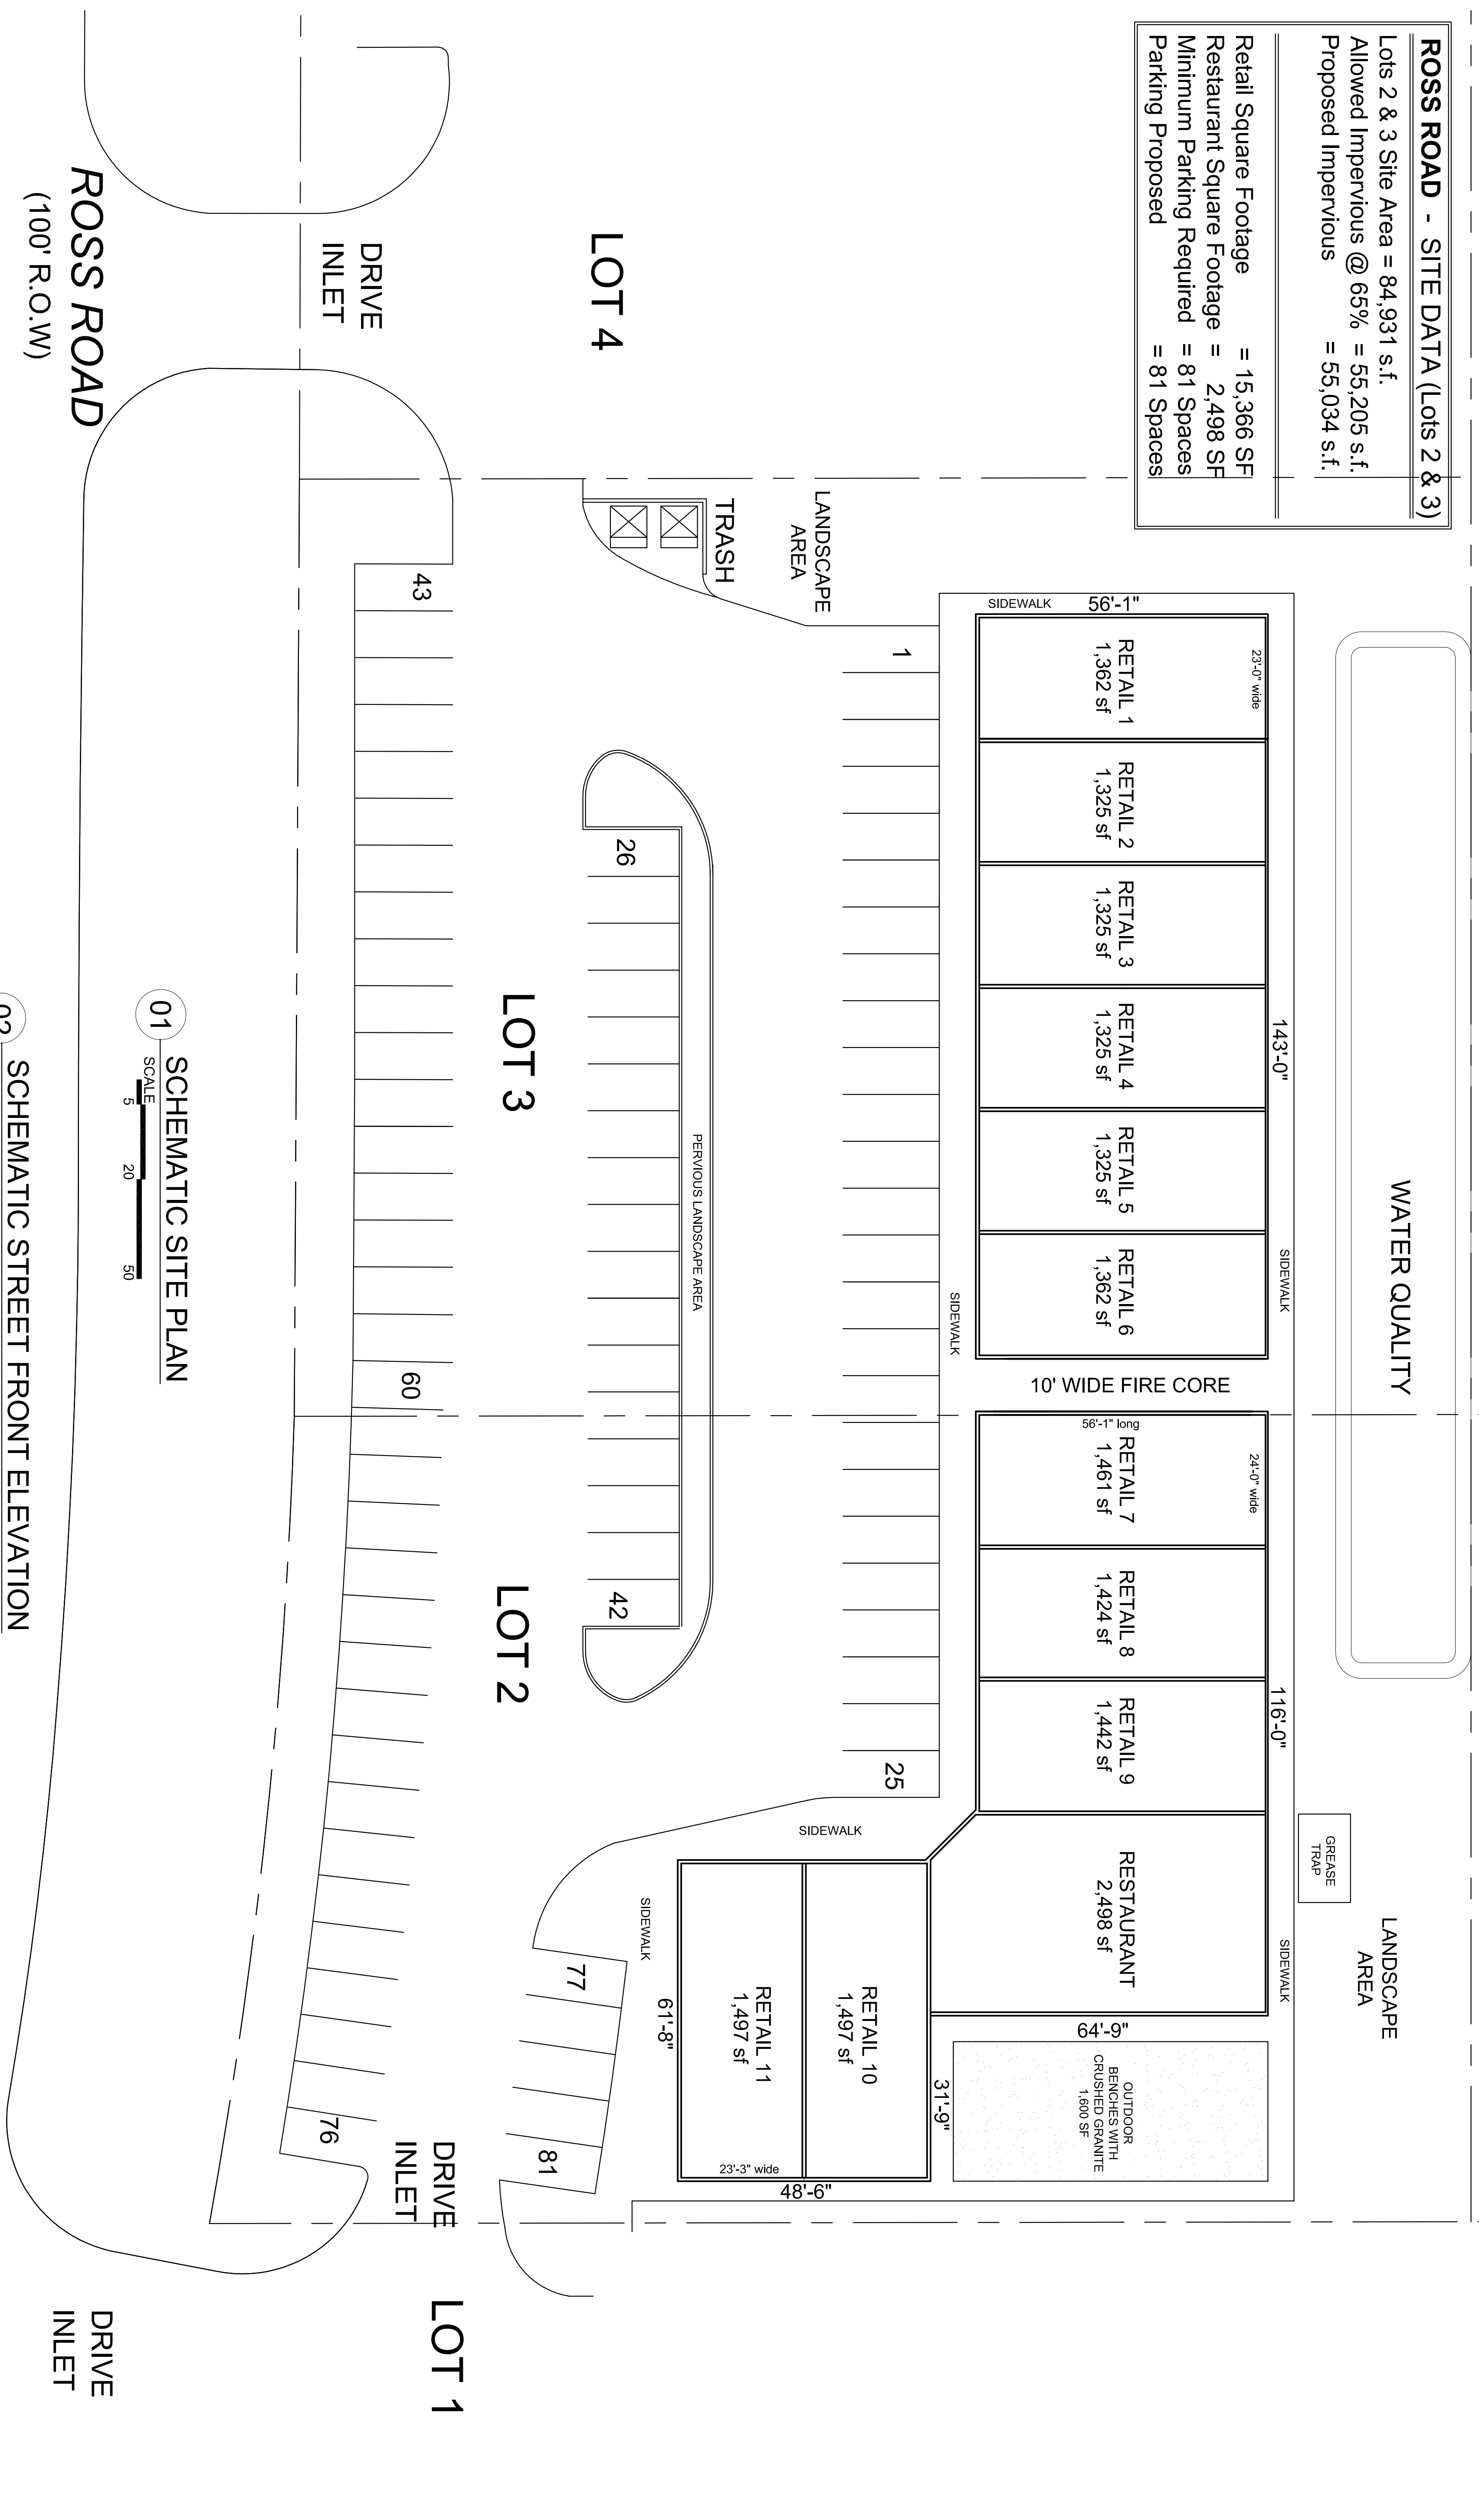 ROSS ROAD - SITE DATA (Lots 2 & 3)
Lots 2 & 3 Site Area = 84,931 s.f.
Allowed Impervious @ 65% = 55,205 s.f.
Proposed Impervious = 55,034 s.f.
Retail Square Footage = 15,366 SF
Restaurant Square Footage = 2,498 SF
Minimum Parking Required = 81 Spaces
Parking Proposed = 81 Spaces
WATER QUALITY
LANDSCAPE
AREA
GREASE
TRAP
143'-0"
SIDEWALK
116'-0"
SIDEWALK
23'-0" wide
24'-0" wide
56'-1"
SIDEWALK
RETAIL 1
1,362 sf
RETAIL 2
1,325 sf
RETAIL 3
1,325 sf
RETAIL 4
1,325 sf
RETAIL 5
1,325 sf
RETAIL 6
1,362 sf
10' WIDE FIRE CORE
56'-1" long
RETAIL 7
1,461 sf
RETAIL 8
1,424 sf
RETAIL 9
1,442 sf
RESTAURANT
2,498 sf
64'-9"
OUTDOOR
BENCHES WITH
CRUSHED GRANITE
1,600 SF
SIDEWALK
31'-9"
1
25
LANDSCAPE
AREA
SIDEWALK
RETAIL 10
1,497 sf
RETAIL 11
1,497 sf
23'-3" wide
48'-6"
TRASH
PERVIOUS LANDSCAPE AREA
61'-8"
SIDEWALK
LOT 4
26
42
77
81
LOT 3
LOT 2
43
60
76
DRIVE
INLET
LOT 1
DRIVE
INLET
01
SCHEMATIC SITE PLAN
SCALE
5
20
50
ROSS ROAD
(100' R.O.W)
DRIVE
INLET
02
SCHEMATIC STREET FRONT ELEVATION